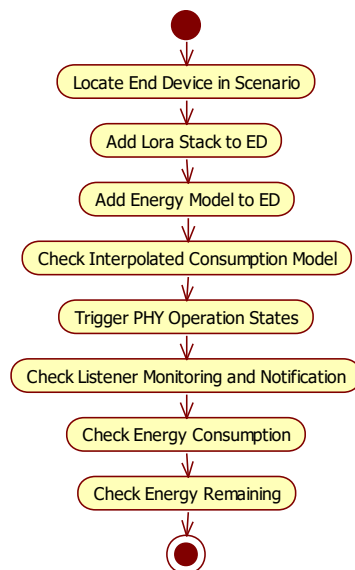 Locate End Device in Scenario
Add Lora Stack to ED
Add Energy Model to ED
Check Interpolated Consumption Model
Trigger PHY Operation States
Check Listener Monitoring and Notification
Check Energy Consumption
Check Energy Remaining